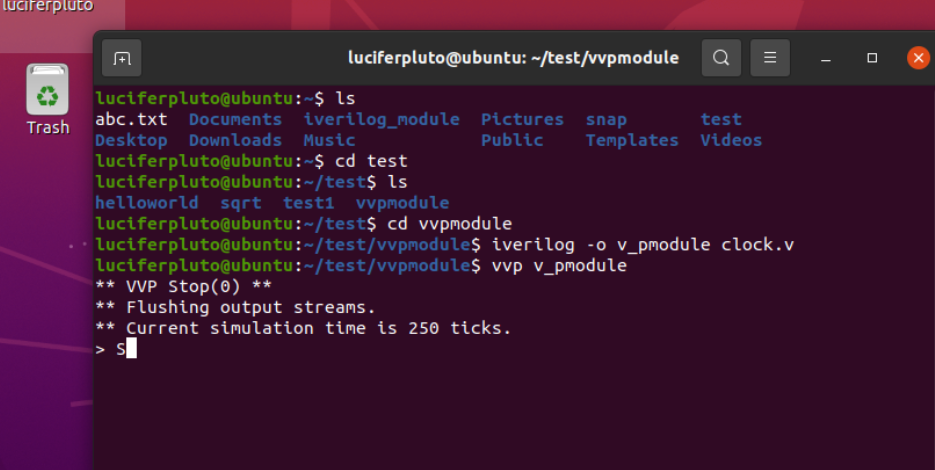 luciferpluto
luciferpluto@ubuntu: ~/test/vvpmodule
Trash
luciferpluto@ubuntu:~$ ls
abc.txt  Documents  iverilog_module  Pictures  snap       test
Desktop  Downloads  Music            Public    Templates  Videos
luciferpluto@ubuntu:~$ cd test
luciferpluto@ubuntu:~/test$ ls
helloworld  sqrt  test1  vvpmodule
luciferpluto@ubuntu:~/test$ cd vvpmodule
luciferpluto@ubuntu:~/test/vvpmodule$ iverilog -o v_pmodule clock.v
luciferpluto@ubuntu:~/test/vvpmodule$ vvp v_pmodule
** VVP Stop(0) **
** Flushing output streams.
** Current simulation time is 250 ticks.
> S